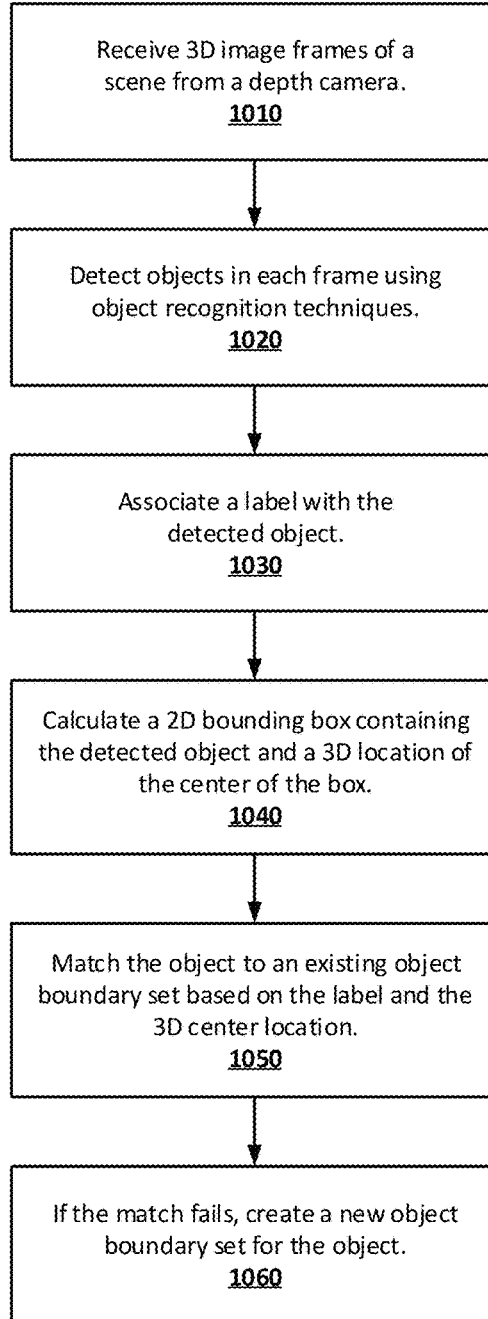 Receive 3D image frames of a
scene from a depth camera.
1010
Detect objects in each frame using
object recognition techniques.
1020
Associate a label with the
detected object.
1030
Calculate a 2D bounding box containing
the detected object and a 3D location of
the center of the box.
1040
Match the object to an existing object
boundary set based on the label and the
3D center location.
1050
If the match fails, create a new object
boundary set for the object.
1060